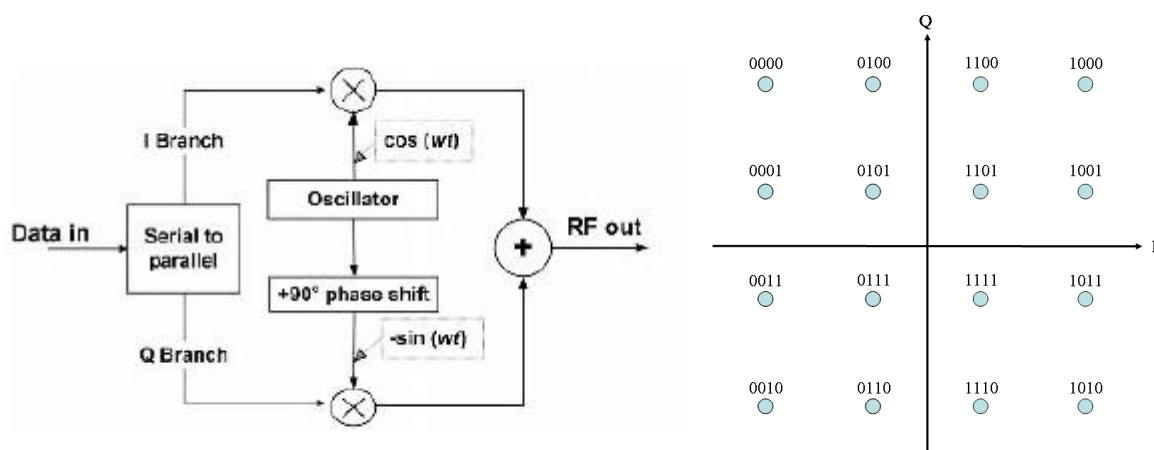 I Branch
cos (wt)
Oscillator
Data in
Serial to
parallel
+
RF out
+90° phase shift
-sin (wt)
Q Branch
Q
0000 0100 1100 1000
0001 0101 1101 1001
I
0011 0111 1111 1011
0010 0110 1110 1010